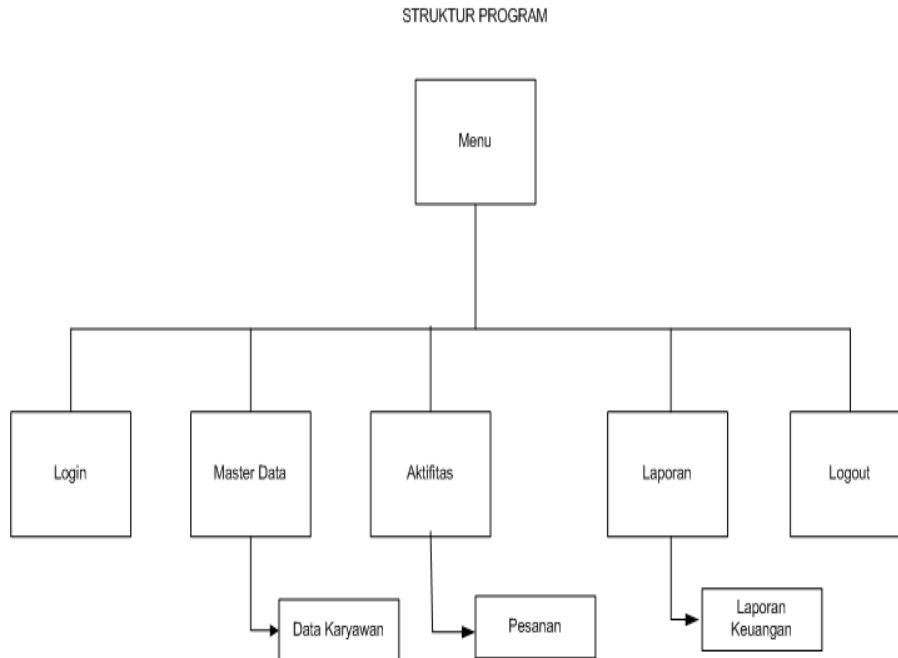 STRUKTUR PROGRAM
Menu
Login
Master Data
Aktifitas
Laporan
Logout
Data Karyawan
Pesanan
Laporan
Keuangan